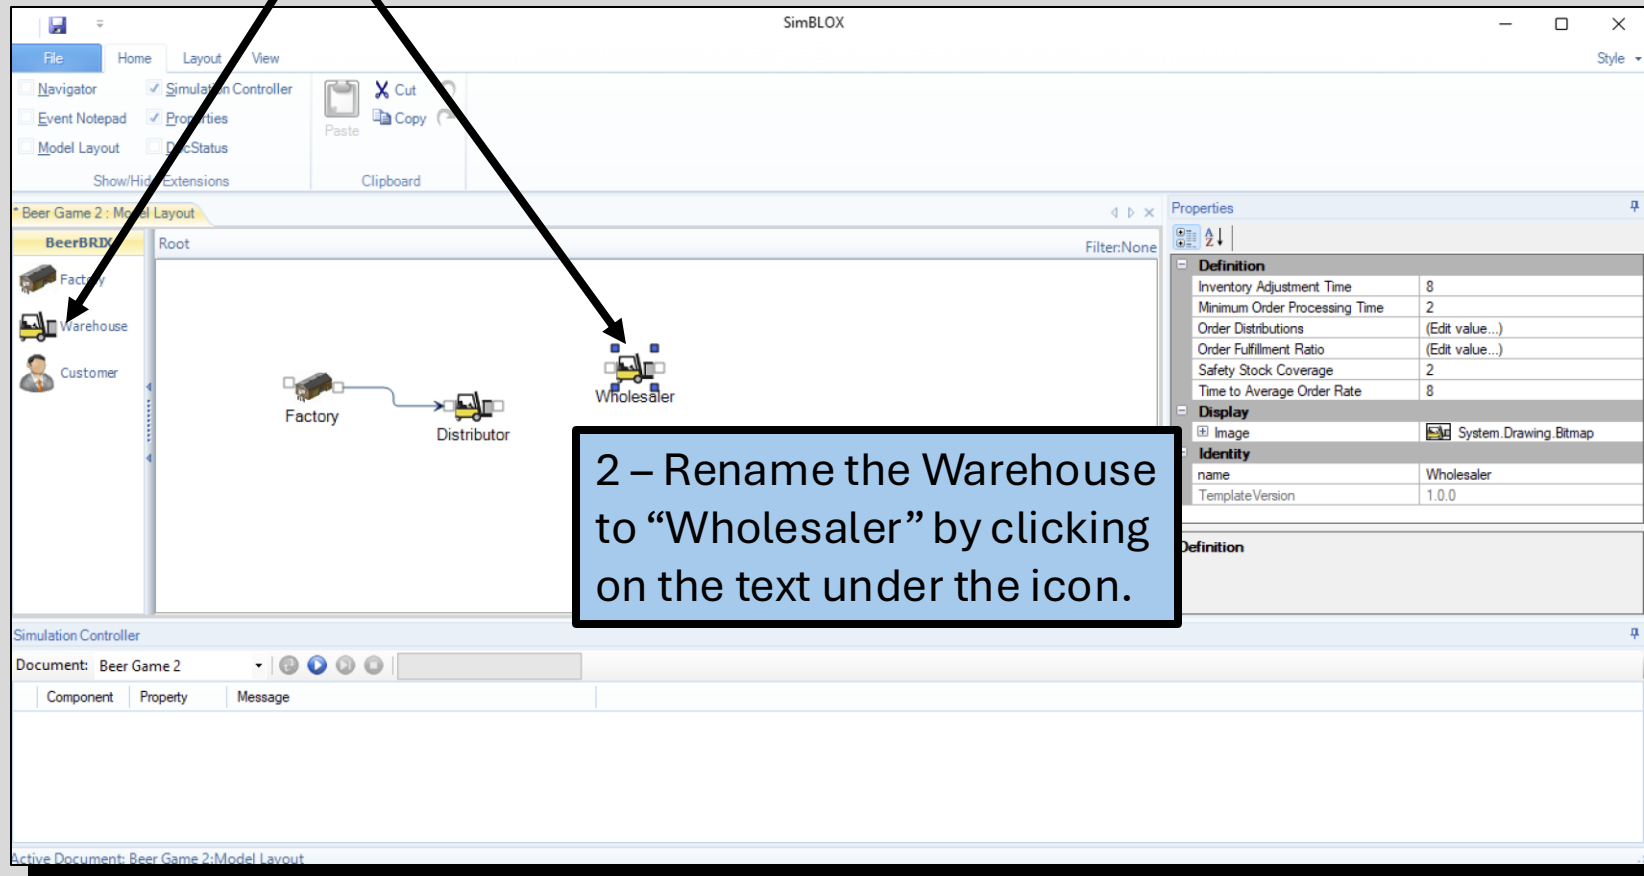 SimBLOX
File Home Layout View Style
Navigator Simulation Controller Cut
Event Notepad Properties Copy
Paste
Model Layout DocStatus
Show/Hide Extensions Clipboard
* Beer Game 2 : Model Layout Properties
BeerBRIX Root Filter:None
Definition
Factory
Inventory Adjustment Time 8
Minimum Order Processing Time 2
Warehouse
Order Distributions (Edit value...)
Order Fulfillment Ratio (Edit value...)
Customer
Safety Stock Coverage 2
Time to Average Order Rate 8
Wholesaler
Factory
Display
Distributor
Image System.Drawing.Bitmap
Identity
name Wholesaler
TemplateVersion 1.0.0
2 – Rename the Warehouse
to “Wholesaler” by clicking
on the text under the icon.
Definition
Simulation Controller
Document: Beer Game 2
Component Property Message
Active Document: Beer Game 2:Model Layout